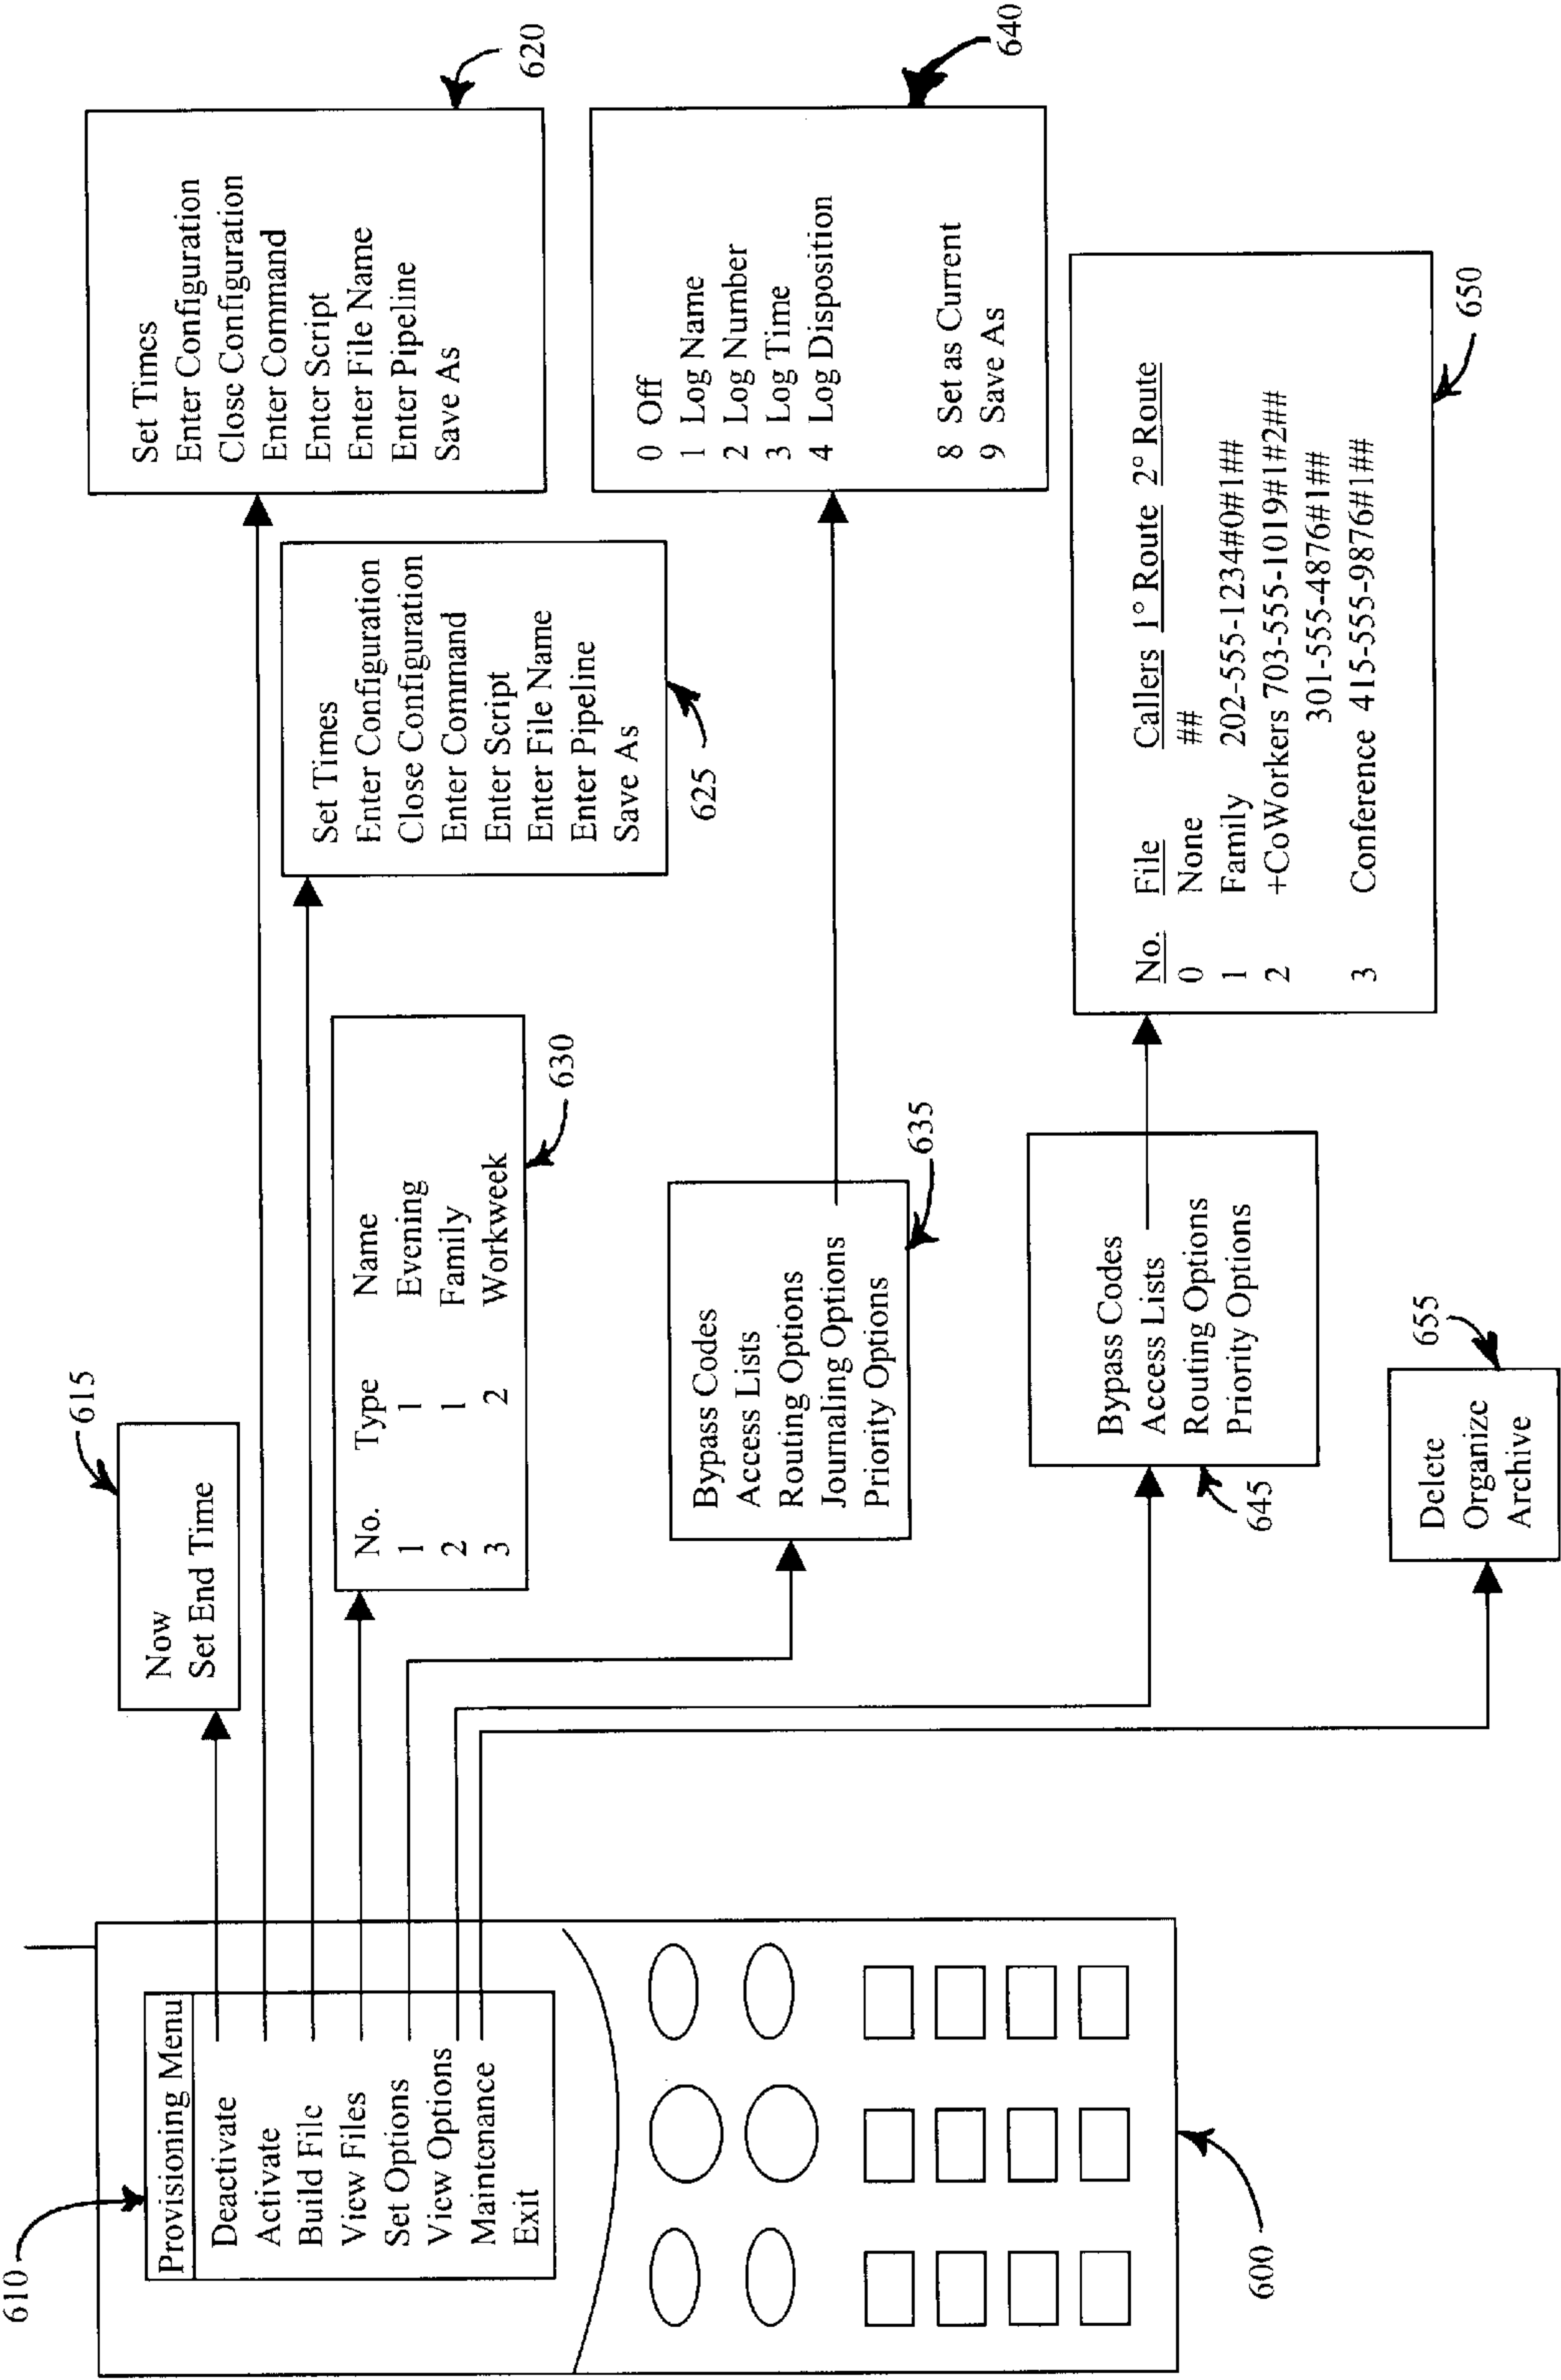 610
Provisioning Menu
Deactivate
Activate
Build File
View Files
Set Options
View Options
Maintenance
Exit
600
615
Now
Set End Time
Set Times
Enter Configuration
Close Configuration
Enter Command
Enter Script
Enter File Name
Enter Pipeline
Save As
620
Set Times
Enter Configuration
Close Configuration
Enter Command
Enter Script
Enter File Name
Enter Pipeline
Save As
625
No. Type Name
1 1 Evening
2 1 Family
3 2 Workweek
630
Bypass Codes
Access Lists
Routing Options
Journaling Options
Priority Options
635
0 Off
1 Log Name
2 Log Number
3 Log Time
4 Log Disposition
8 Set as Current
9 Save As
640
Bypass Codes
Access Lists
Routing Options
Priority Options
645
No. File Callers 1° Route 2° Route
0 None ##
1 Family 202-555-1234#0#1##
2 +CoWorkers 703-555-1019#1#2##
301-555-4876#1##
3 Conference 415-555-9876#1##
650
Delete
Organize
Archive
655